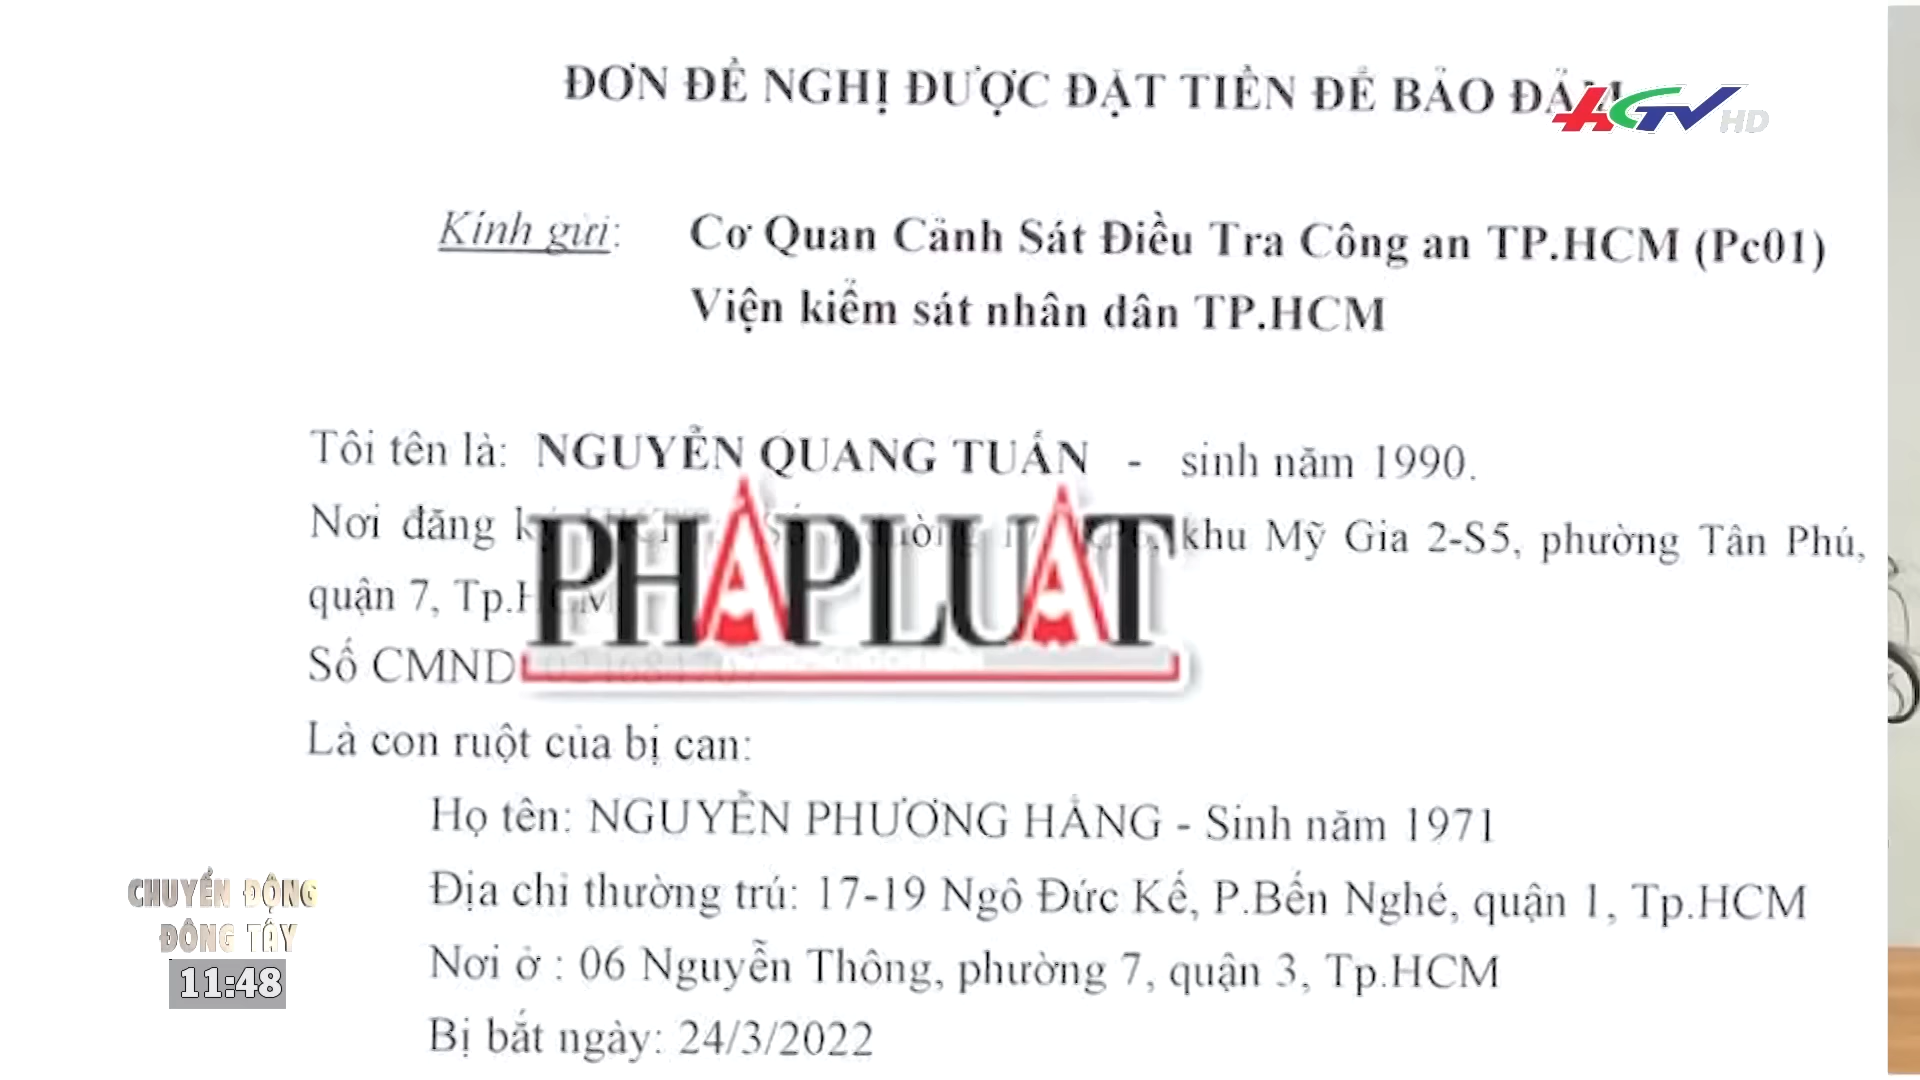 ĐƠN ĐỀ NGHỊ ĐƯỢC ĐẶT TIỀN ĐỂ BẢO ĐẢM
HGTV HD
Kính gửi: Cơ Quan Cảnh Sát Điều Tra Công an TP.HCM (Pc01)
Viện kiểm sát nhân dân TP.HCM
Tôi tên là: NGUYỄN QUANG TUẤN - sinh năm 1990.
Nơi đăng khu Mỹ Gia 2-S5, phường Tân Phú,
quận 7, Tp.HCM
PHÁP LUẬT
Số CMND
Là con ruột của bị can:
Họ tên: NGUYỄN PHƯƠNG HẰNG - Sinh năm 1971
Địa chỉ thường trú: 17-19 Ngô Đức Kế, P.Bến Nghé, quận 1, Tp.HCM
Nơi ở : 06 Nguyễn Thông, phường 7, quận 3, Tp.HCM
Bị bắt ngày: 24/3/2022
CHUYỂN ĐỘNG
ĐÔNG TÂY
11:48